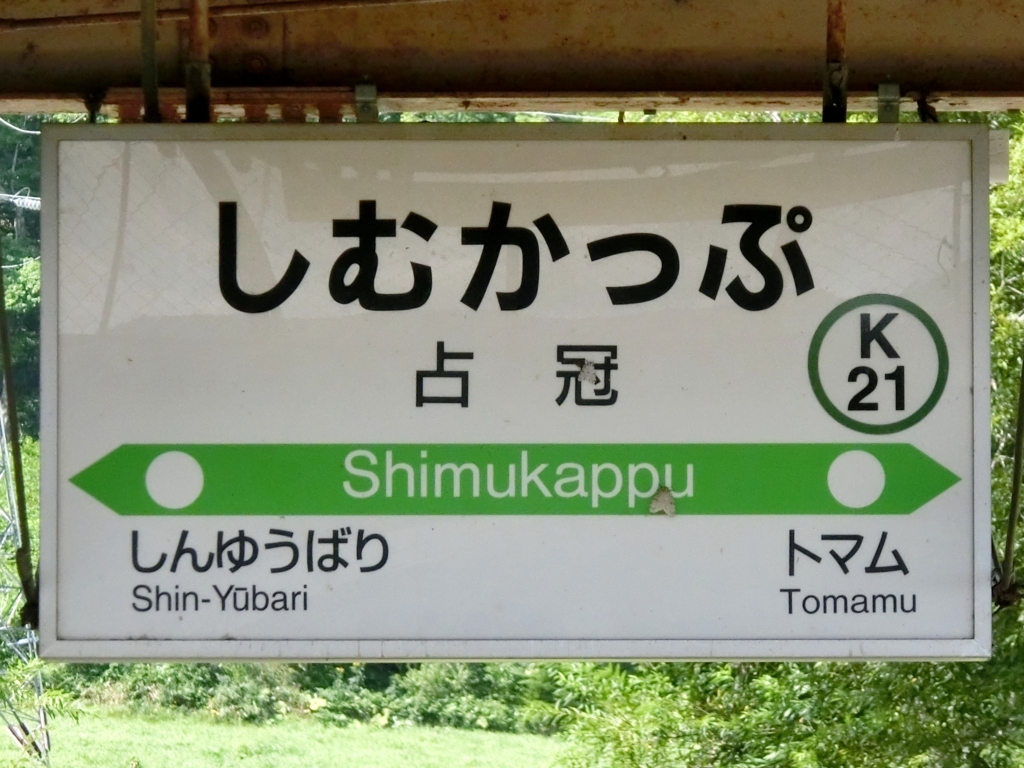 しむかっぷ
占冠
K
21
Shimukappu
しんゆうばり
Shin-Yūbari
トマム
Tomamu